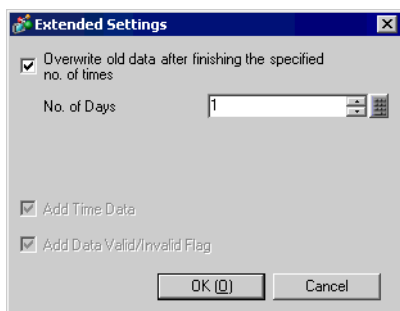 Extended Settings
Overwrite old data after finishing the specified
no. of times
No. of Days 1
Add Time Data
Add Data Valid/Invalid Flag
OK (O) Cancel